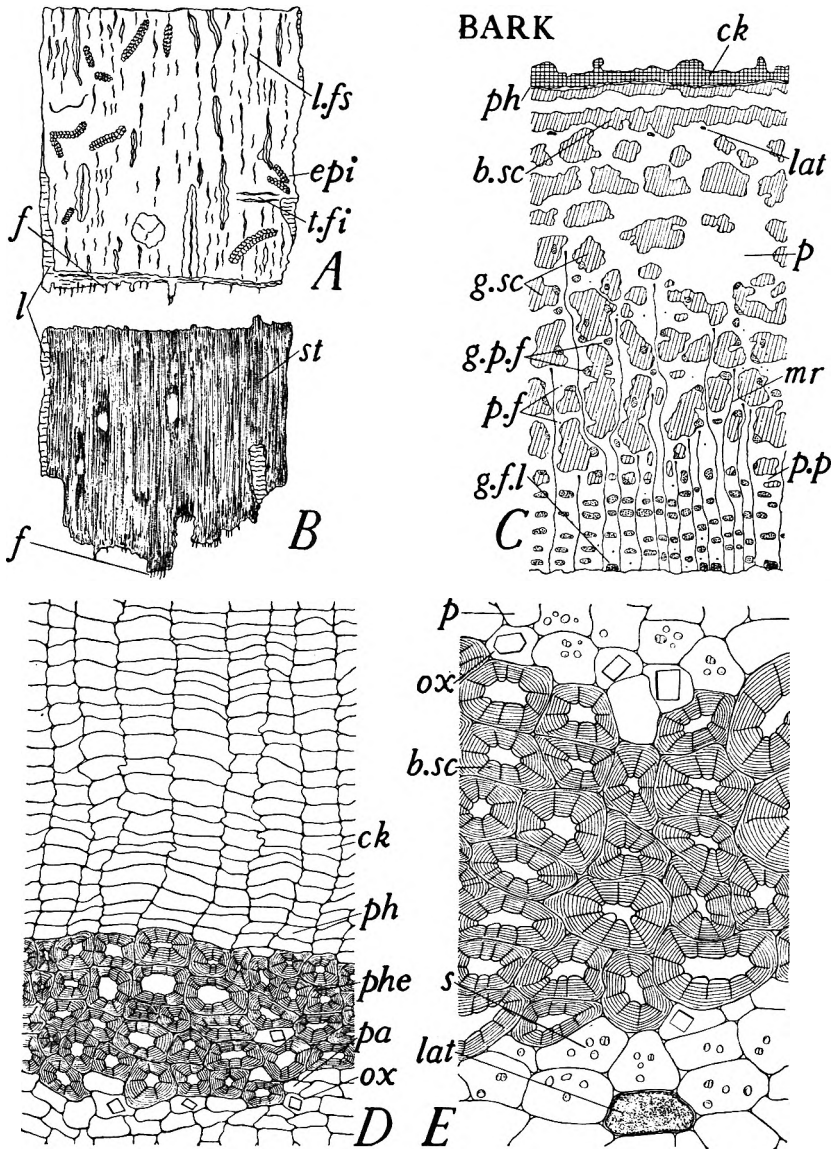 l.fs
epi
t.fi
f
A
l
st
B
f
BARK
ck
ph
b.sc
lat
p
g.sc
g.p.f
mr
p.f
p.p
g.f.l
C
ck
ph
phe
pa
ox
D
p
ox
b.sc
s
lat
E